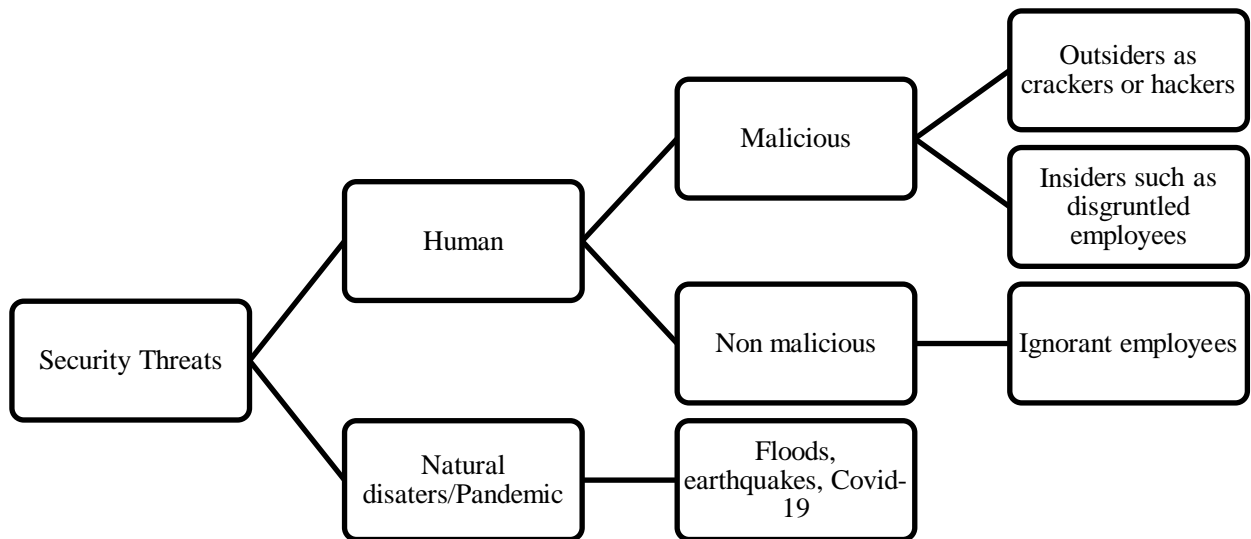 Security Threats
Human
Malicious
Outsiders as
crackers or hackers
Insiders such as
disgruntled
employees
Non malicious
Ignorant employees
Natural
disaters/Pandemic
Floods,
earthquakes, Covid-
19